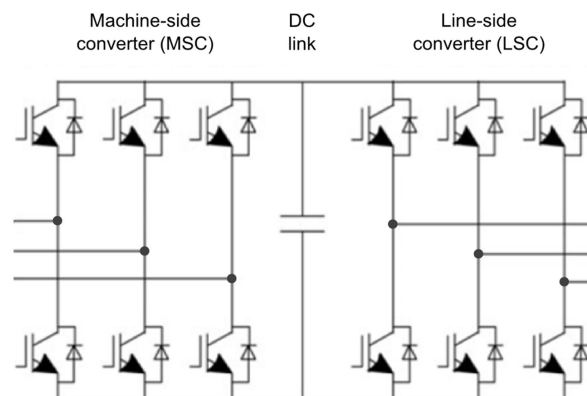 Machine-side
converter (MSC)
DC
link
Line-side
converter (LSC)